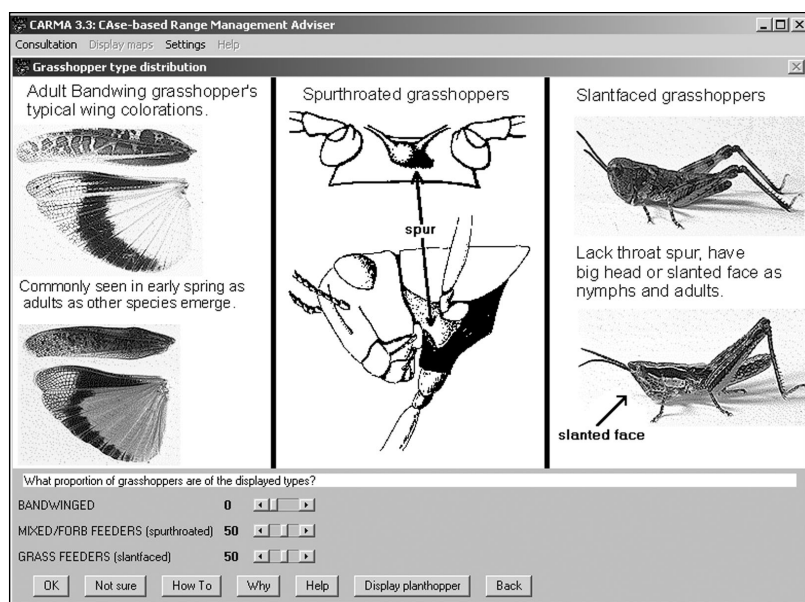 CARMA 3.3: CAse-based Range Management Adviser
Consultation Display maps Settings Help
Grasshopper type distribution
Adult Bandwing grasshopper's
typical wing colorations.
Commonly seen in early spring as
adults as other species emerge.
Spurthroated grasshoppers
spur
Slantfaced grasshoppers
Lack throat spur, have
big head or slanted face as
nymphs and adults.
slanted face
What proportion of grasshoppers are of the displayed types?
BANDWINGED 0
MIXED/FORB FEEDERS (spurthroated) 50
GRASS FEEDERS (slantfaced) 50
OK Not sure How To Why Help Display planthopper Back